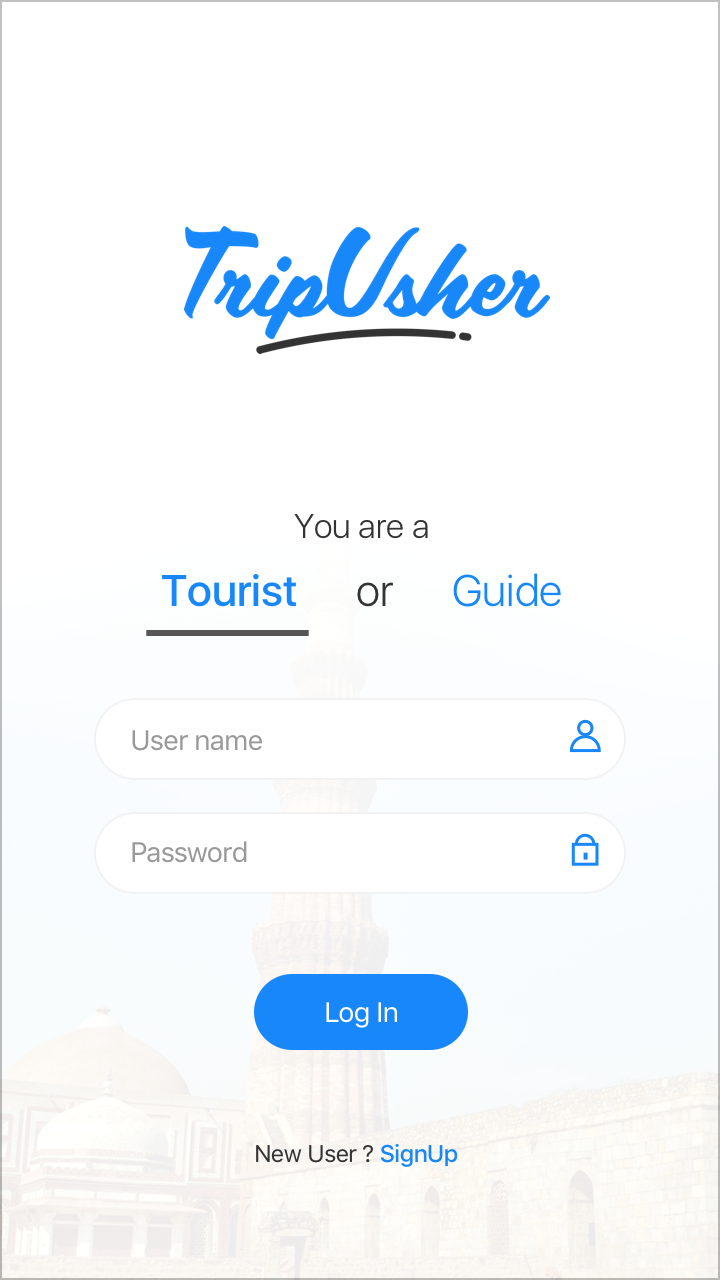 TripUsher
You are a
Tourist or Guide
User name
Password
Log In
New User ? SignUp